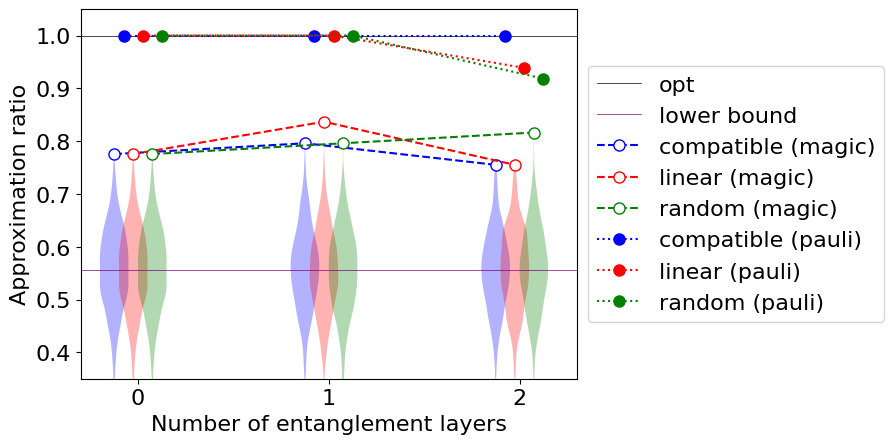 1.0
0.9
0.8
0.7
0.6
0.5
0.4
Approximation ratio
0 1 2
Number of entanglement layers
opt
lower bound
compatible (magic)
linear (magic)
random (magic)
compatible (pauli)
linear (pauli)
random (pauli)